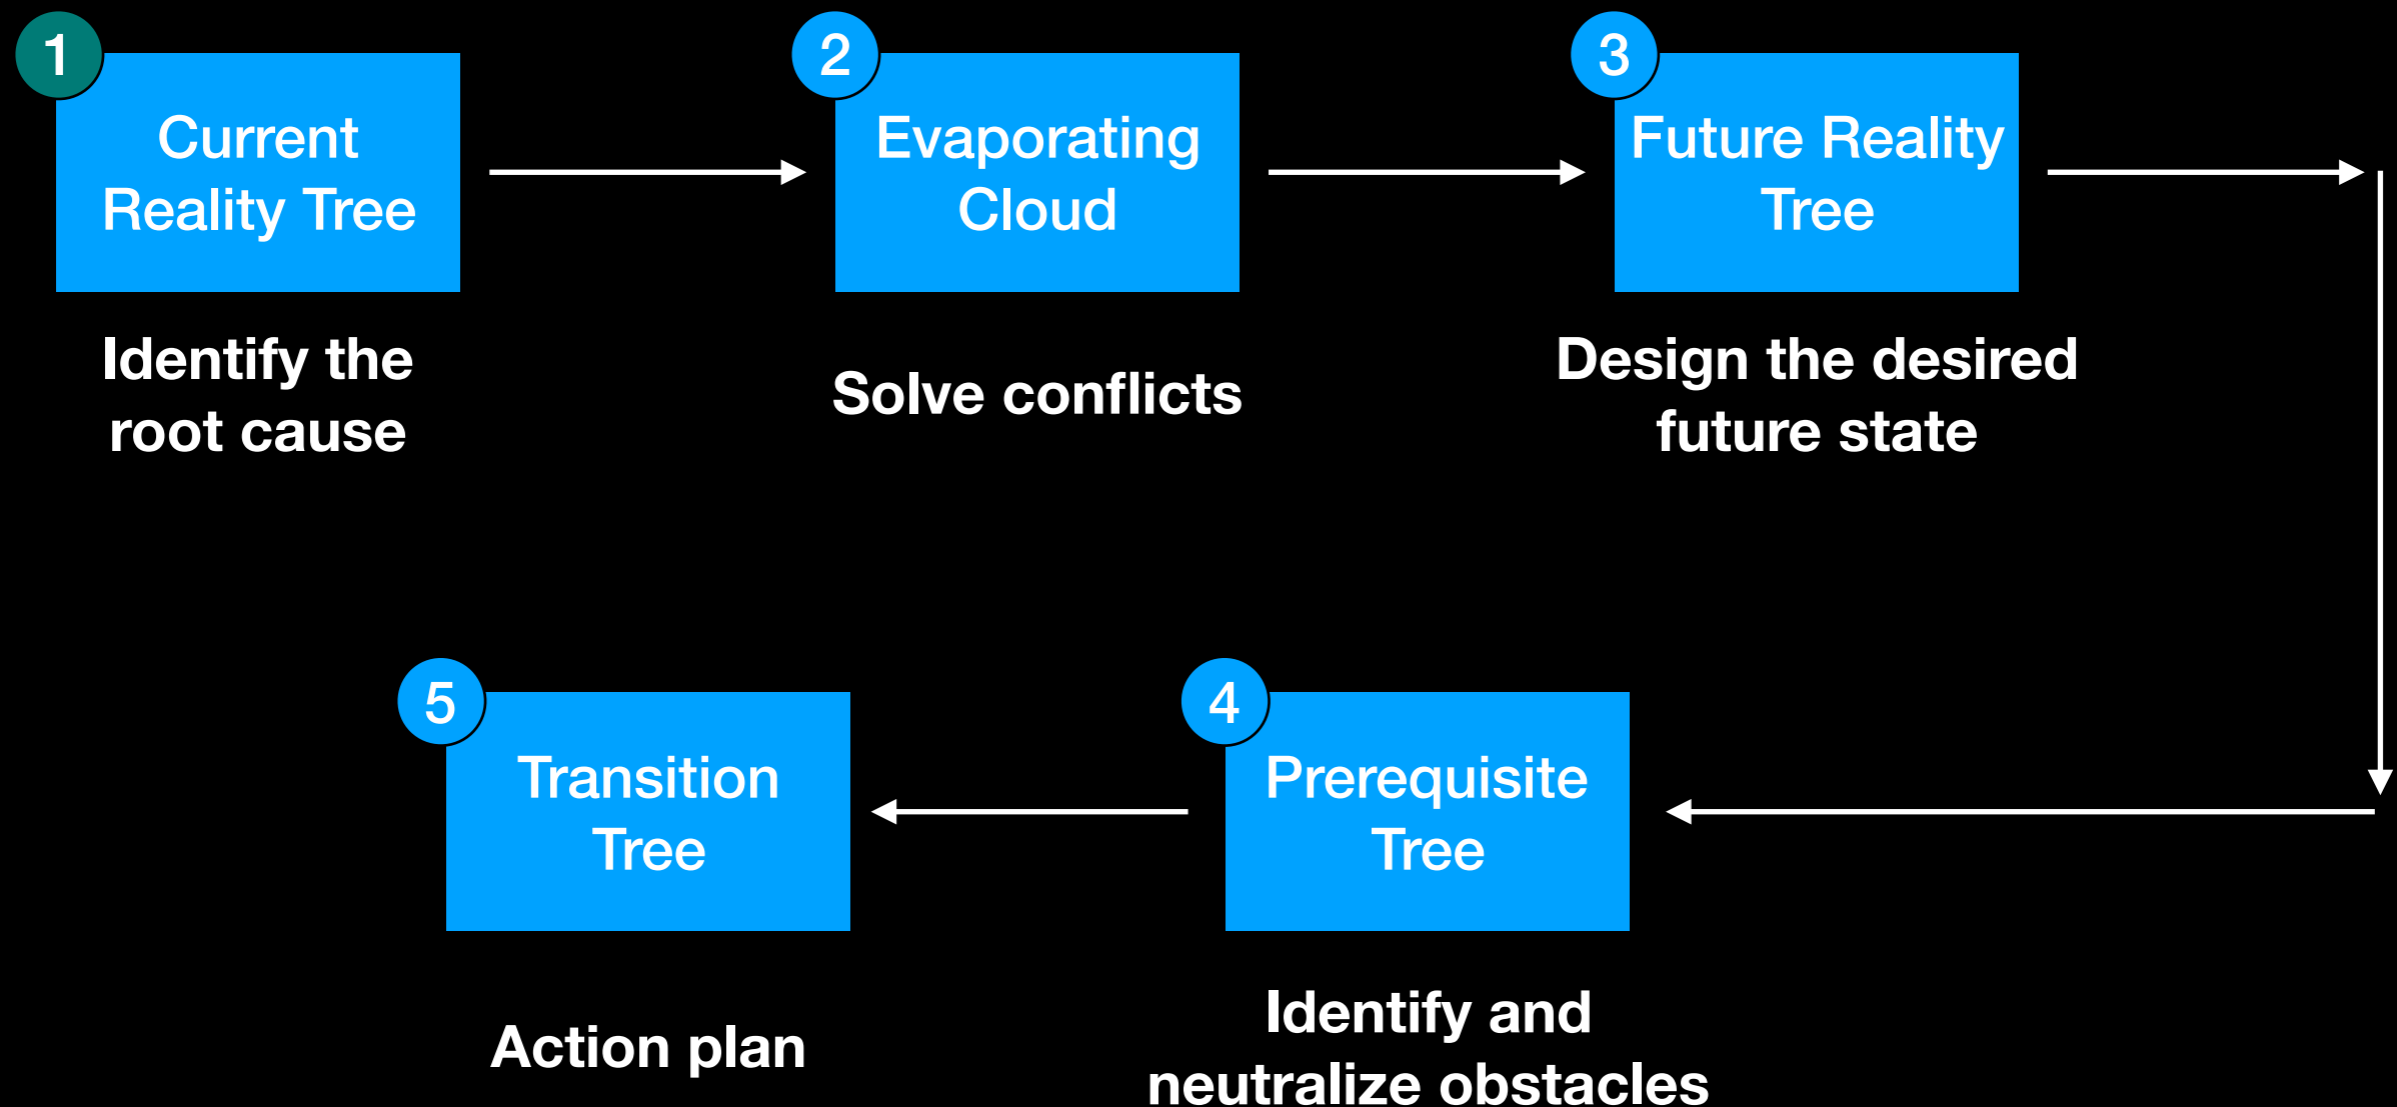 1
Current
Reality Tree
Identify the
root cause
2
Evaporating
Cloud
Solve conflicts
3
Future Reality
Tree
Design the desired
future state
4
Prerequisite
Tree
Identify and
neutralize obstacles
5
Transition
Tree
Action plan